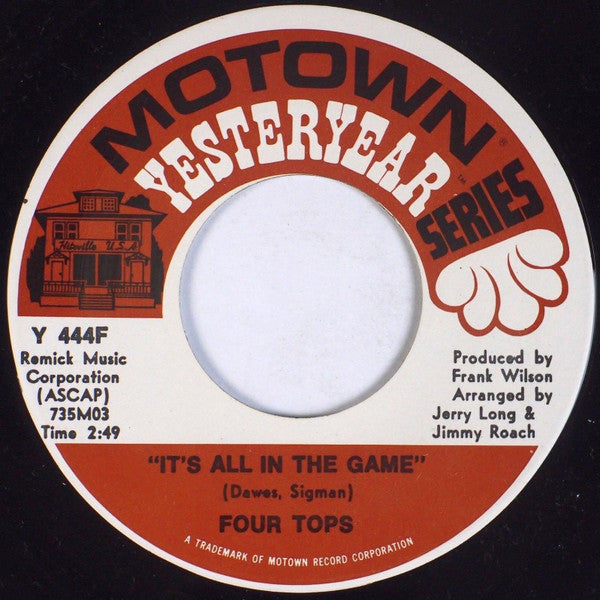 MOTOWN®
YESTERYEAR™
SERIES
Hitsville U.S.A.
Y 444F
Remick Music
Corporation
(ASCAP)
735M03
Time 2:49
Produced by
Frank Wilson
Arranged by
Jerry Long &
Jimmy Roach
"IT'S ALL IN THE GAME"
(Dawes, Sigman)
FOUR TOPS
A TRADEMARK OF MOTOWN RECORD CORPORATION